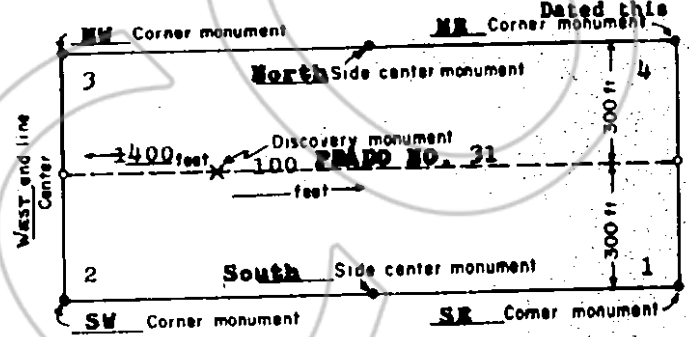 Dated this
NW Corner monument
NE Corner monument
3
North Side center monument
4
300 ft
WEST end line
Center
1400 feet
Discovery monument
100 PRADO NO. 31
feet
300 ft
2
South Side center monument
1
SW Corner monument
SE Corner monument